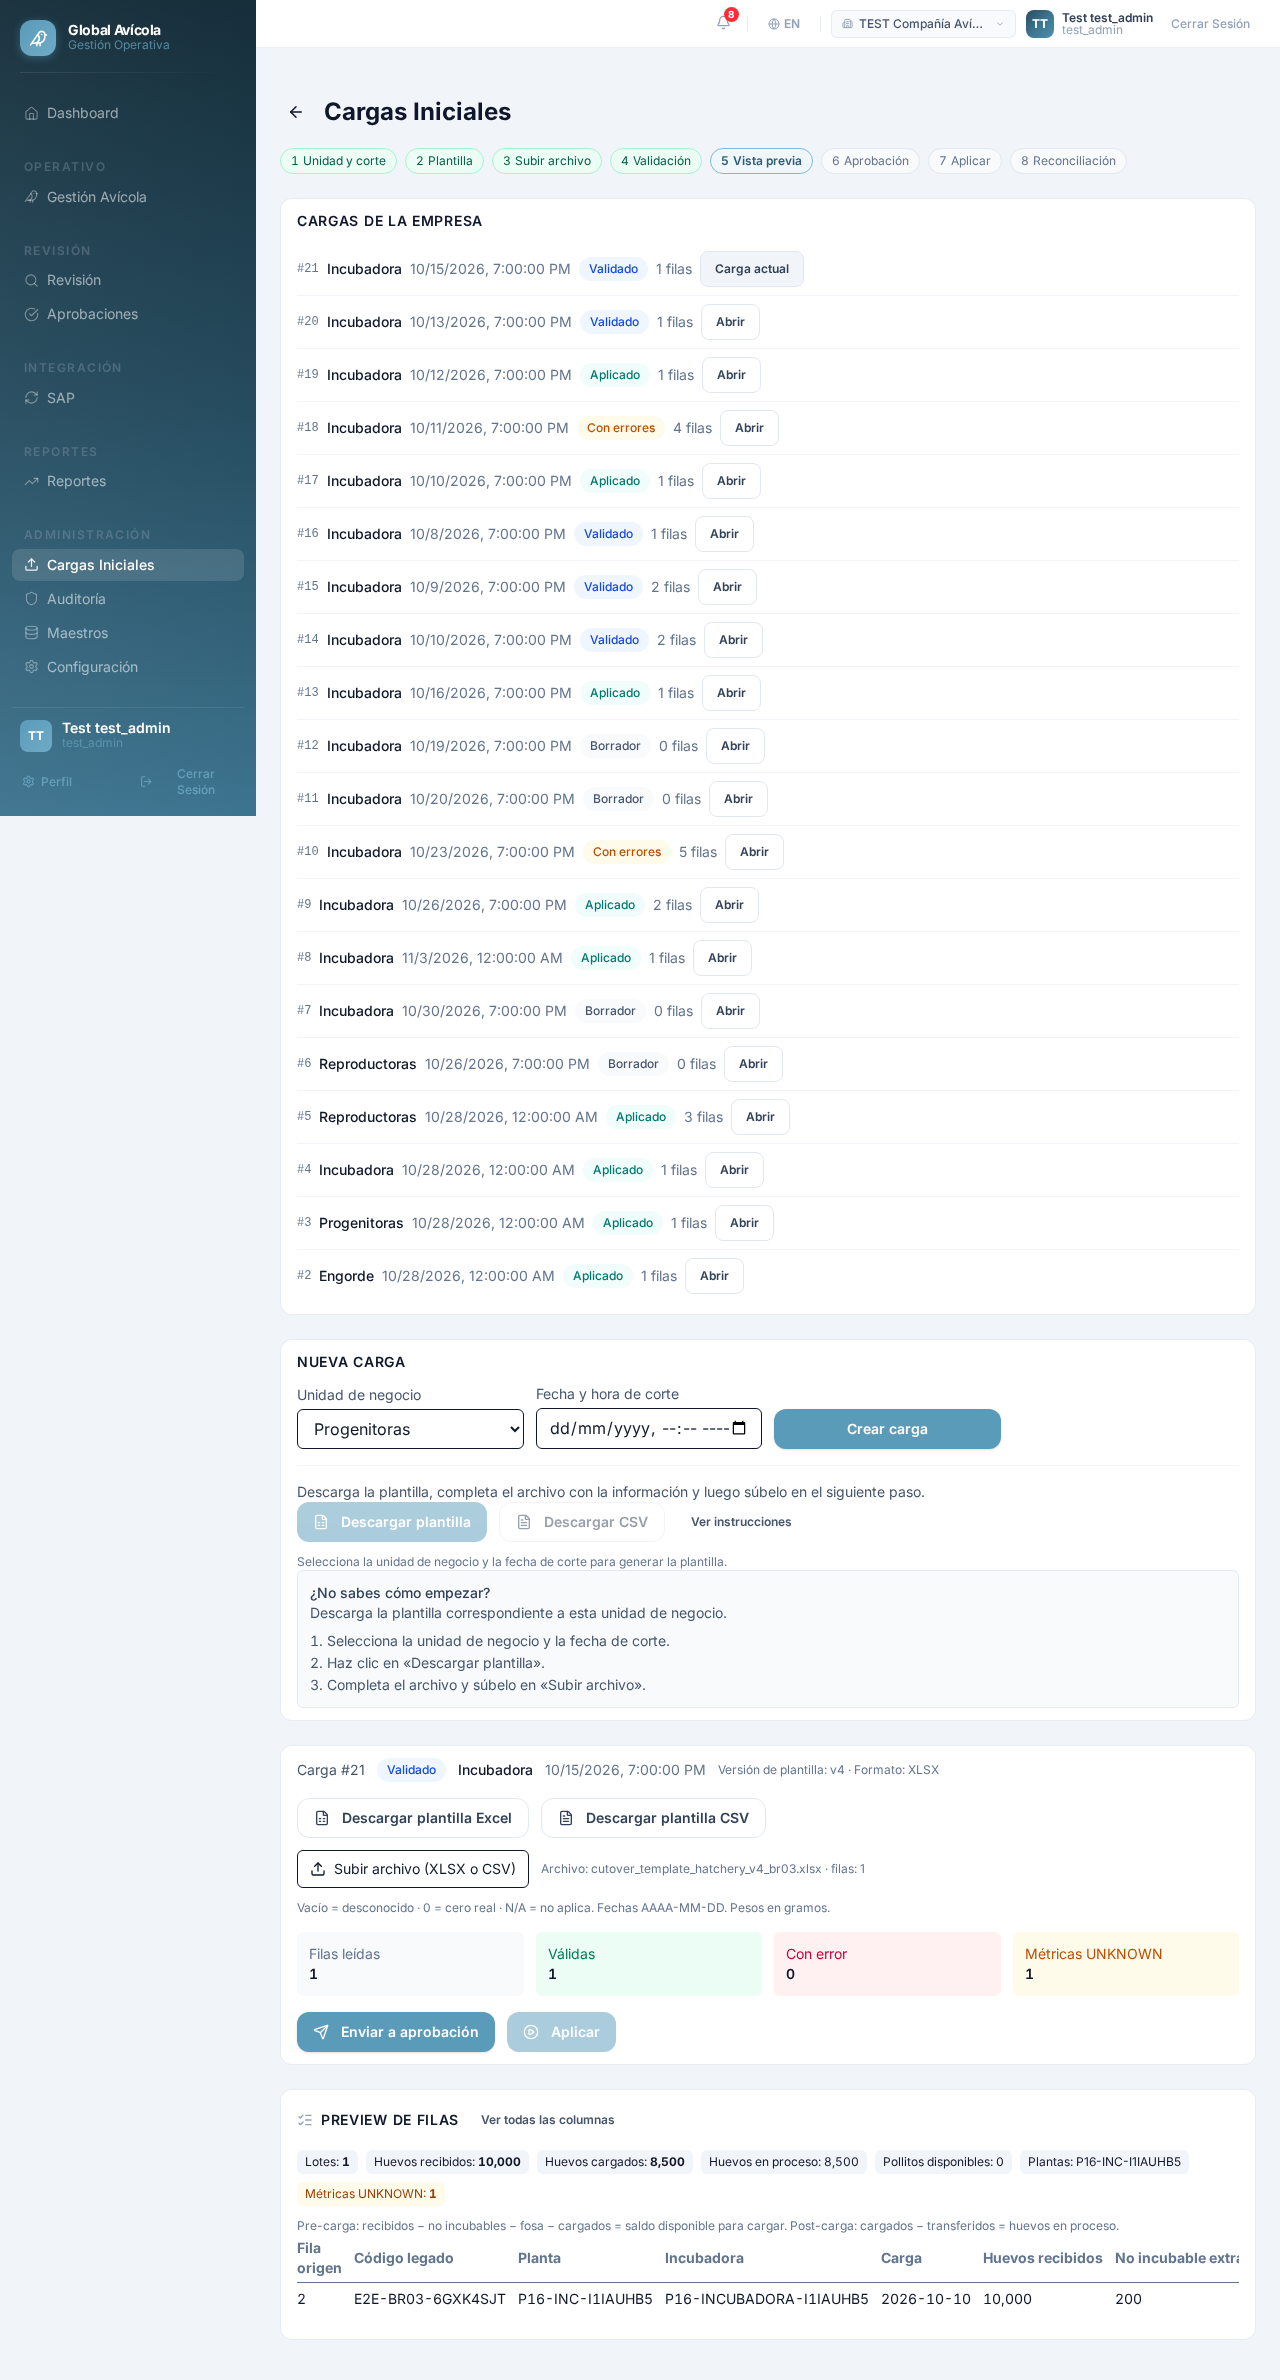 Global Avícola
Gestión Operativa
Dashboard
OPERATIVO
Gestión Avícola
REVISIÓN
Revisión
Aprobaciones
INTEGRACIÓN
SAP
REPORTES
Reportes
ADMINISTRACIÓN
Cargas Iniciales
Auditoría
Maestros
Configuración
TT Test test_admin
test_admin
Perfil
Cerrar Sesión
8
EN
TEST Compañía Aví...
TT
Test test_admin
test_admin
Cerrar Sesión
Cargas Iniciales
1 Unidad y corte
2 Plantilla
3 Subir archivo
4 Validación
5 Vista previa
6 Aprobación
7 Aplicar
8 Reconciliación
CARGAS DE LA EMPRESA
#21 Incubadora 10/15/2026, 7:00:00 PM Validado 1 filas Carga actual
#20 Incubadora 10/13/2026, 7:00:00 PM Validado 1 filas Abrir
#19 Incubadora 10/12/2026, 7:00:00 PM Aplicado 1 filas Abrir
#18 Incubadora 10/11/2026, 7:00:00 PM Con errores 4 filas Abrir
#17 Incubadora 10/10/2026, 7:00:00 PM Aplicado 1 filas Abrir
#16 Incubadora 10/8/2026, 7:00:00 PM Validado 1 filas Abrir
#15 Incubadora 10/9/2026, 7:00:00 PM Validado 2 filas Abrir
#14 Incubadora 10/10/2026, 7:00:00 PM Validado 2 filas Abrir
#13 Incubadora 10/16/2026, 7:00:00 PM Aplicado 1 filas Abrir
#12 Incubadora 10/19/2026, 7:00:00 PM Borrador 0 filas Abrir
#11 Incubadora 10/20/2026, 7:00:00 PM Borrador 0 filas Abrir
#10 Incubadora 10/23/2026, 7:00:00 PM Con errores 5 filas Abrir
#9 Incubadora 10/26/2026, 7:00:00 PM Aplicado 2 filas Abrir
#8 Incubadora 11/3/2026, 12:00:00 AM Aplicado 1 filas Abrir
#7 Incubadora 10/30/2026, 7:00:00 PM Borrador 0 filas Abrir
#6 Reproductoras 10/26/2026, 7:00:00 PM Borrador 0 filas Abrir
#5 Reproductoras 10/28/2026, 12:00:00 AM Aplicado 3 filas Abrir
#4 Incubadora 10/28/2026, 12:00:00 AM Aplicado 1 filas Abrir
#3 Progenitoras 10/28/2026, 12:00:00 AM Aplicado 1 filas Abrir
#2 Engorde 10/28/2026, 12:00:00 AM Aplicado 1 filas Abrir
NUEVA CARGA
Unidad de negocio
Fecha y hora de corte
Progenitoras
dd/mm/yyyy, --:-- ----
Crear carga
Descarga la plantilla, completa el archivo con la información y luego súbelo en el siguiente paso.
Descargar plantilla
Descargar CSV
Ver instrucciones
Selecciona la unidad de negocio y la fecha de corte para generar la plantilla.
¿No sabes cómo empezar?
Descarga la plantilla correspondiente a esta unidad de negocio.
1. Selecciona la unidad de negocio y la fecha de corte.
2. Haz clic en «Descargar plantilla».
3. Completa el archivo y súbelo en «Subir archivo».
Carga #21 Validado Incubadora 10/15/2026, 7:00:00 PM Versión de plantilla: v4 · Formato: XLSX
Descargar plantilla Excel
Descargar plantilla CSV
Subir archivo (XLSX o CSV)
Archivo: cutover_template_hatchery_v4_br03.xlsx · filas: 1
Vacío = desconocido · 0 = cero real · N/A = no aplica. Fechas AAAA-MM-DD. Pesos en gramos.
Filas leídas
1
Válidas
1
Con error
0
Métricas UNKNOWN
1
Enviar a aprobación
Aplicar
PREVIEW DE FILAS
Ver todas las columnas
Lotes: 1
Huevos recibidos: 10,000
Huevos cargados: 8,500
Huevos en proceso: 8,500
Pollitos disponibles: 0
Plantas: P16-INC-I1IAUHB5
Métricas UNKNOWN: 1
Pre-carga: recibidos − no incubables − fosa − cargados = saldo disponible para cargar. Post-carga: cargados − transferidos = huevos en proceso.
Fila origen Código legado Planta Incubadora Carga Huevos recibidos No incubable extra
2 E2E-BR03-6GXK4SJT P16-INC-I1IAUHB5 P16-INCUBADORA-I1IAUHB5 2026-10-10 10,000 200